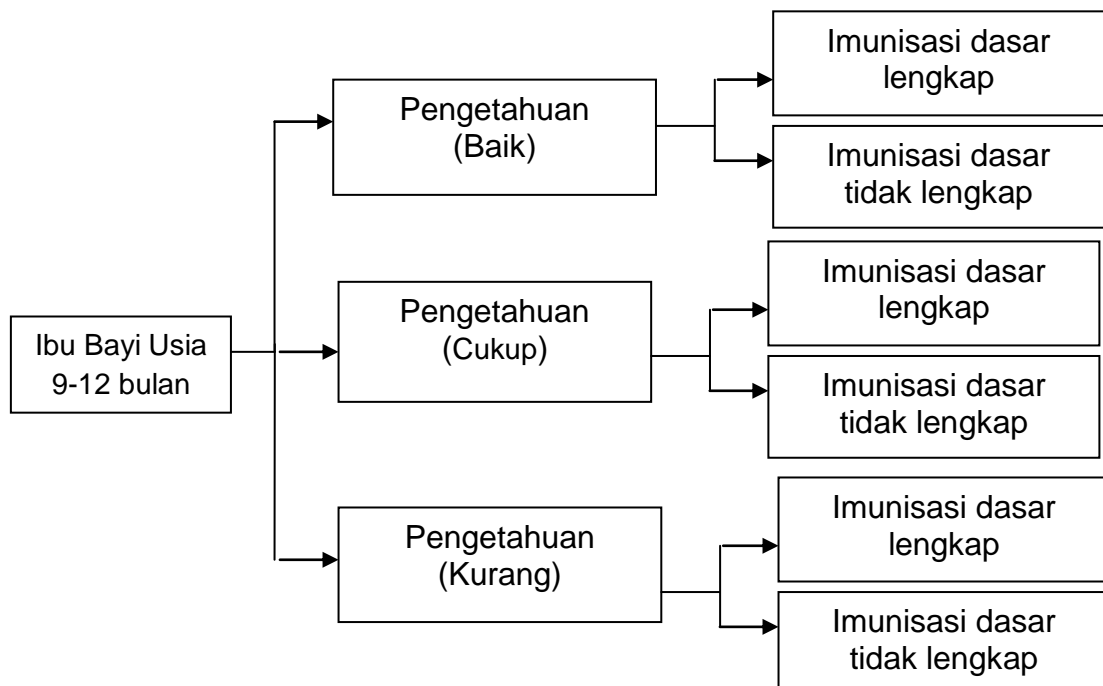 Ibu Bayi Usia
9-12 bulan
Pengetahuan
(Baik)
Imunisasi dasar
lengkap
Imunisasi dasar
tidak lengkap
Pengetahuan
(Cukup)
Imunisasi dasar
lengkap
Imunisasi dasar
tidak lengkap
Pengetahuan
(Kurang)
Imunisasi dasar
lengkap
Imunisasi dasar
tidak lengkap